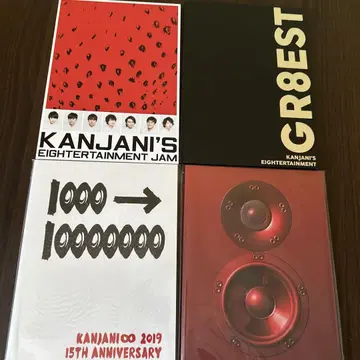 KANJANI'S
EIGHTERTAINMENT JAM
GR8EST
KANJANI'S
EIGHTERTAINMENT
1000→
10000000
KANJANI∞ 2019
15TH ANNIVERSARY